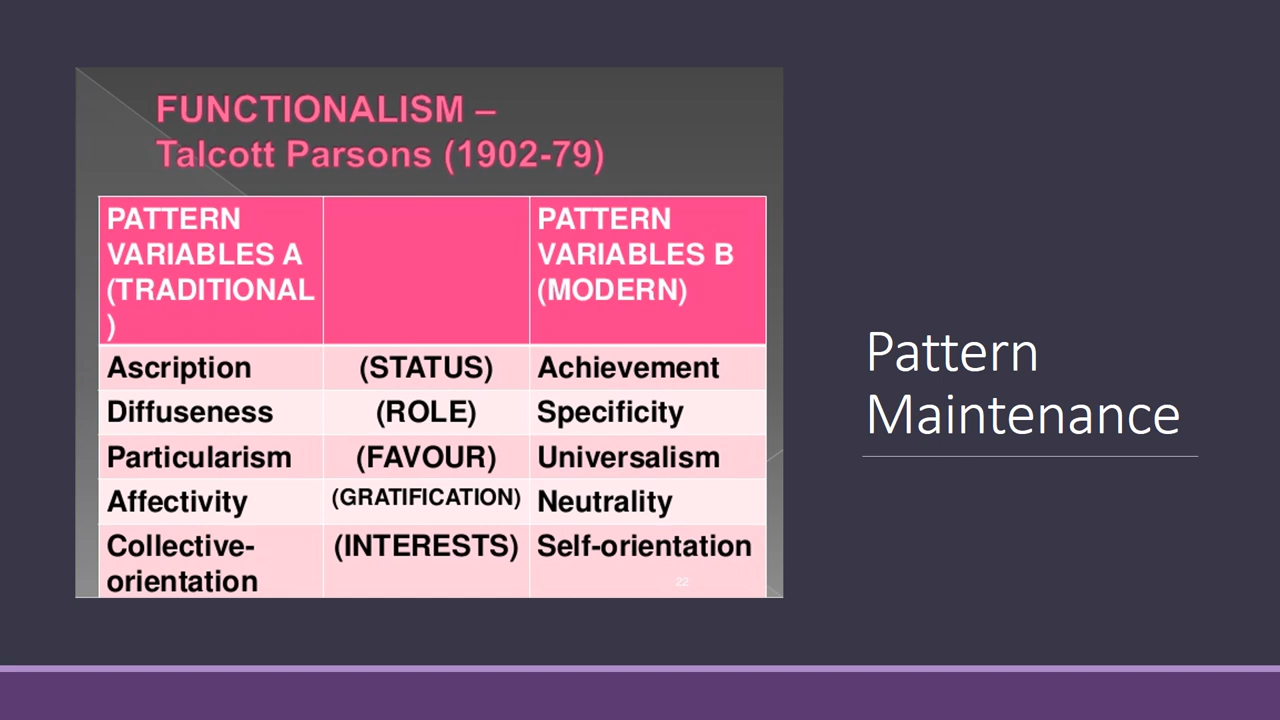 FUNCTIONALISM –
Talcott Parsons (1902-79)
PATTERN
VARIABLES A
(TRADITIONAL
)
PATTERN
VARIABLES B
(MODERN)
Ascription (STATUS) Achievement
Diffuseness (ROLE) Specificity
Particularism (FAVOUR) Universalism
Affectivity (GRATIFICATION) Neutrality
Collective- (INTERESTS) Self-orientation
orientation
22
Pattern
Maintenance